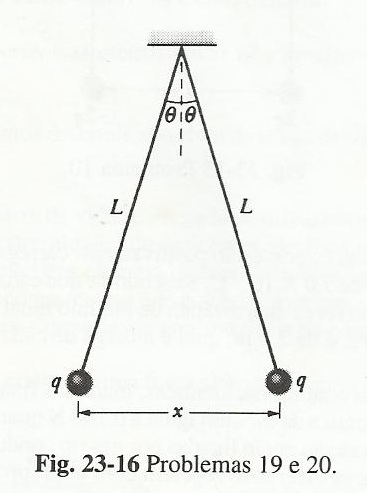 θ θ
L L
q q
x
Fig. 23-16 Problemas 19 e 20.